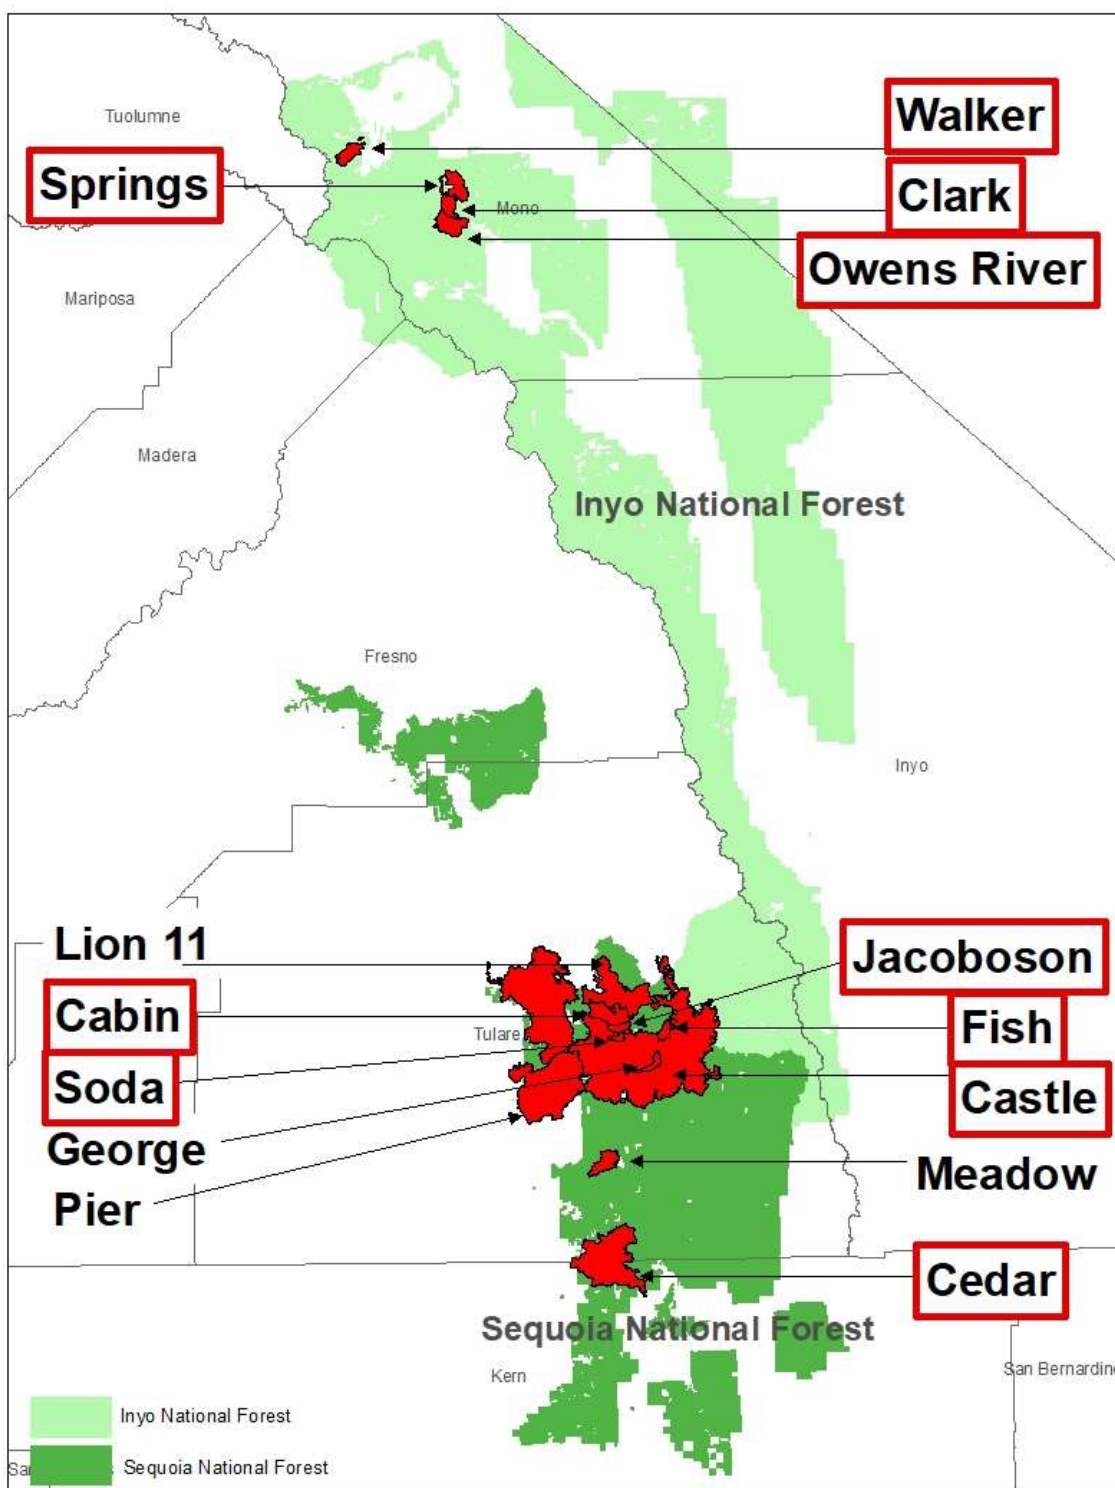 Tuolumne
Walker
Springs
Clark
Mono
Owens River
Mariposa
Madera
Inyo National Forest
Fresno
Inyo
Lion 11
Jacoboson
Cabin
Fish
Tulare
Soda
Castle
George
Meadow
Pier
Cedar
Sequoia National Forest
Kern
San Bernardino
Inyo National Forest
Sequoia National Forest